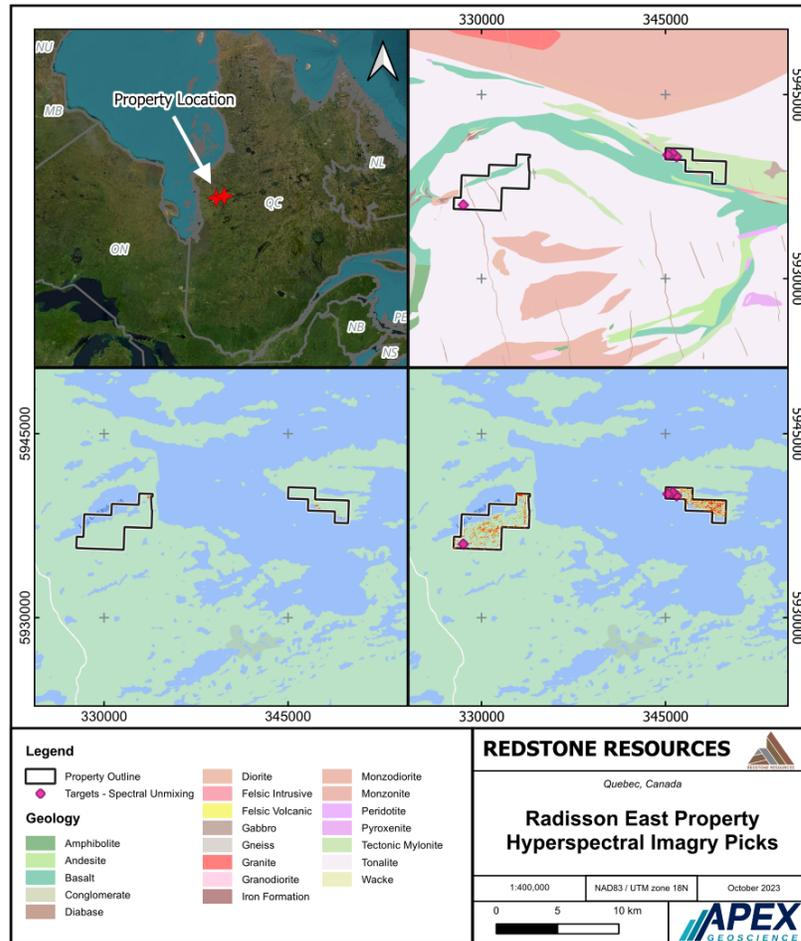 330000
345000
NU
MB
Property Location
NL
QC
ON
NB
PE
NS
5945000
5930000
5945000
5930000
5945000
5930000
330000
345000
330000
345000
Legend
Property Outline
Targets - Spectral Unmixing
Geology
Amphibolite
Andesite
Basalt
Conglomerate
Diabase
Diorite
Felsic Intrusive
Felsic Volcanic
Gabbro
Gneiss
Granite
Granodiorite
Iron Formation
Monzodiorite
Monzonite
Peridotite
Pyroxenite
Tectonic Mylonite
Tonalite
Wacke
REDSTONE RESOURCES
REDSTONE RESOURCES
Quebec, Canada
Radisson East Property
Hyperspectral Imagry Picks
1:400,000
NAD83 / UTM zone 18N
October 2023
0 5 10 km
APEX
GEOSCIENCE